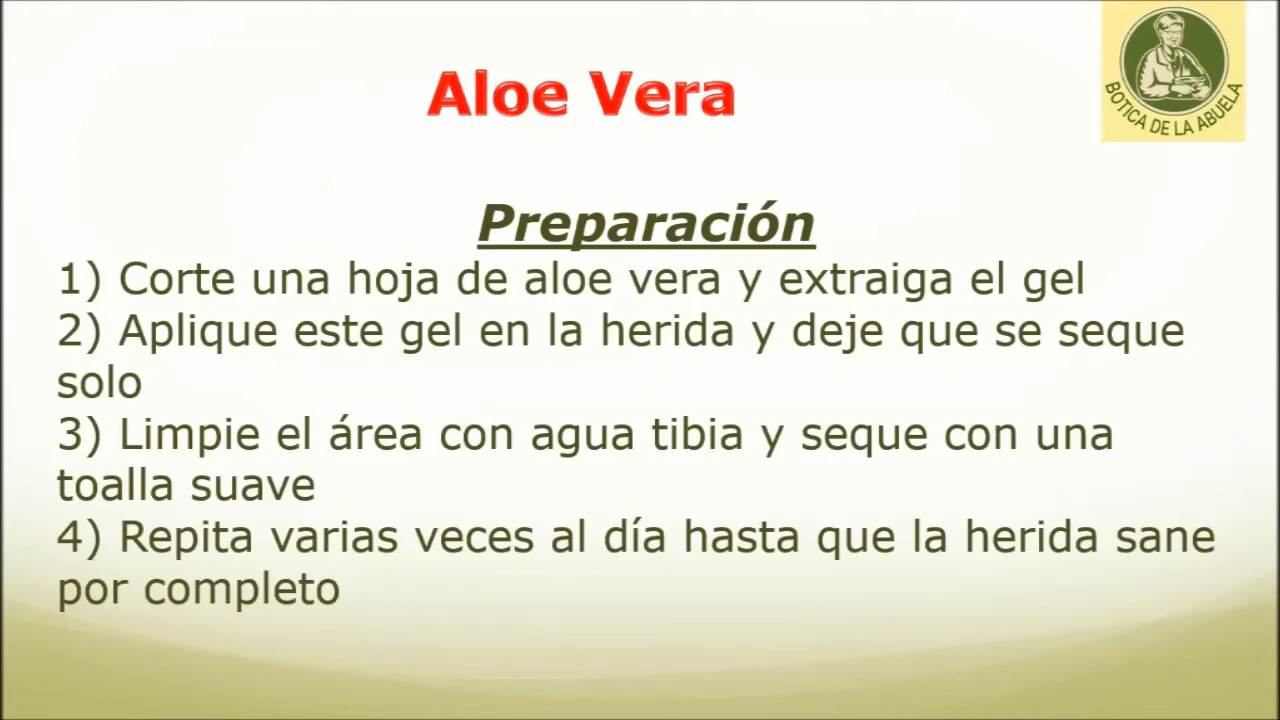 Aloe Vera
BOTICA DE LA ABUELA
Preparación
1) Corte una hoja de aloe vera y extraiga el gel
2) Aplique este gel en la herida y deje que se seque
solo
3) Limpie el área con agua tibia y seque con una
toalla suave
4) Repita varias veces al día hasta que la herida sane
por completo